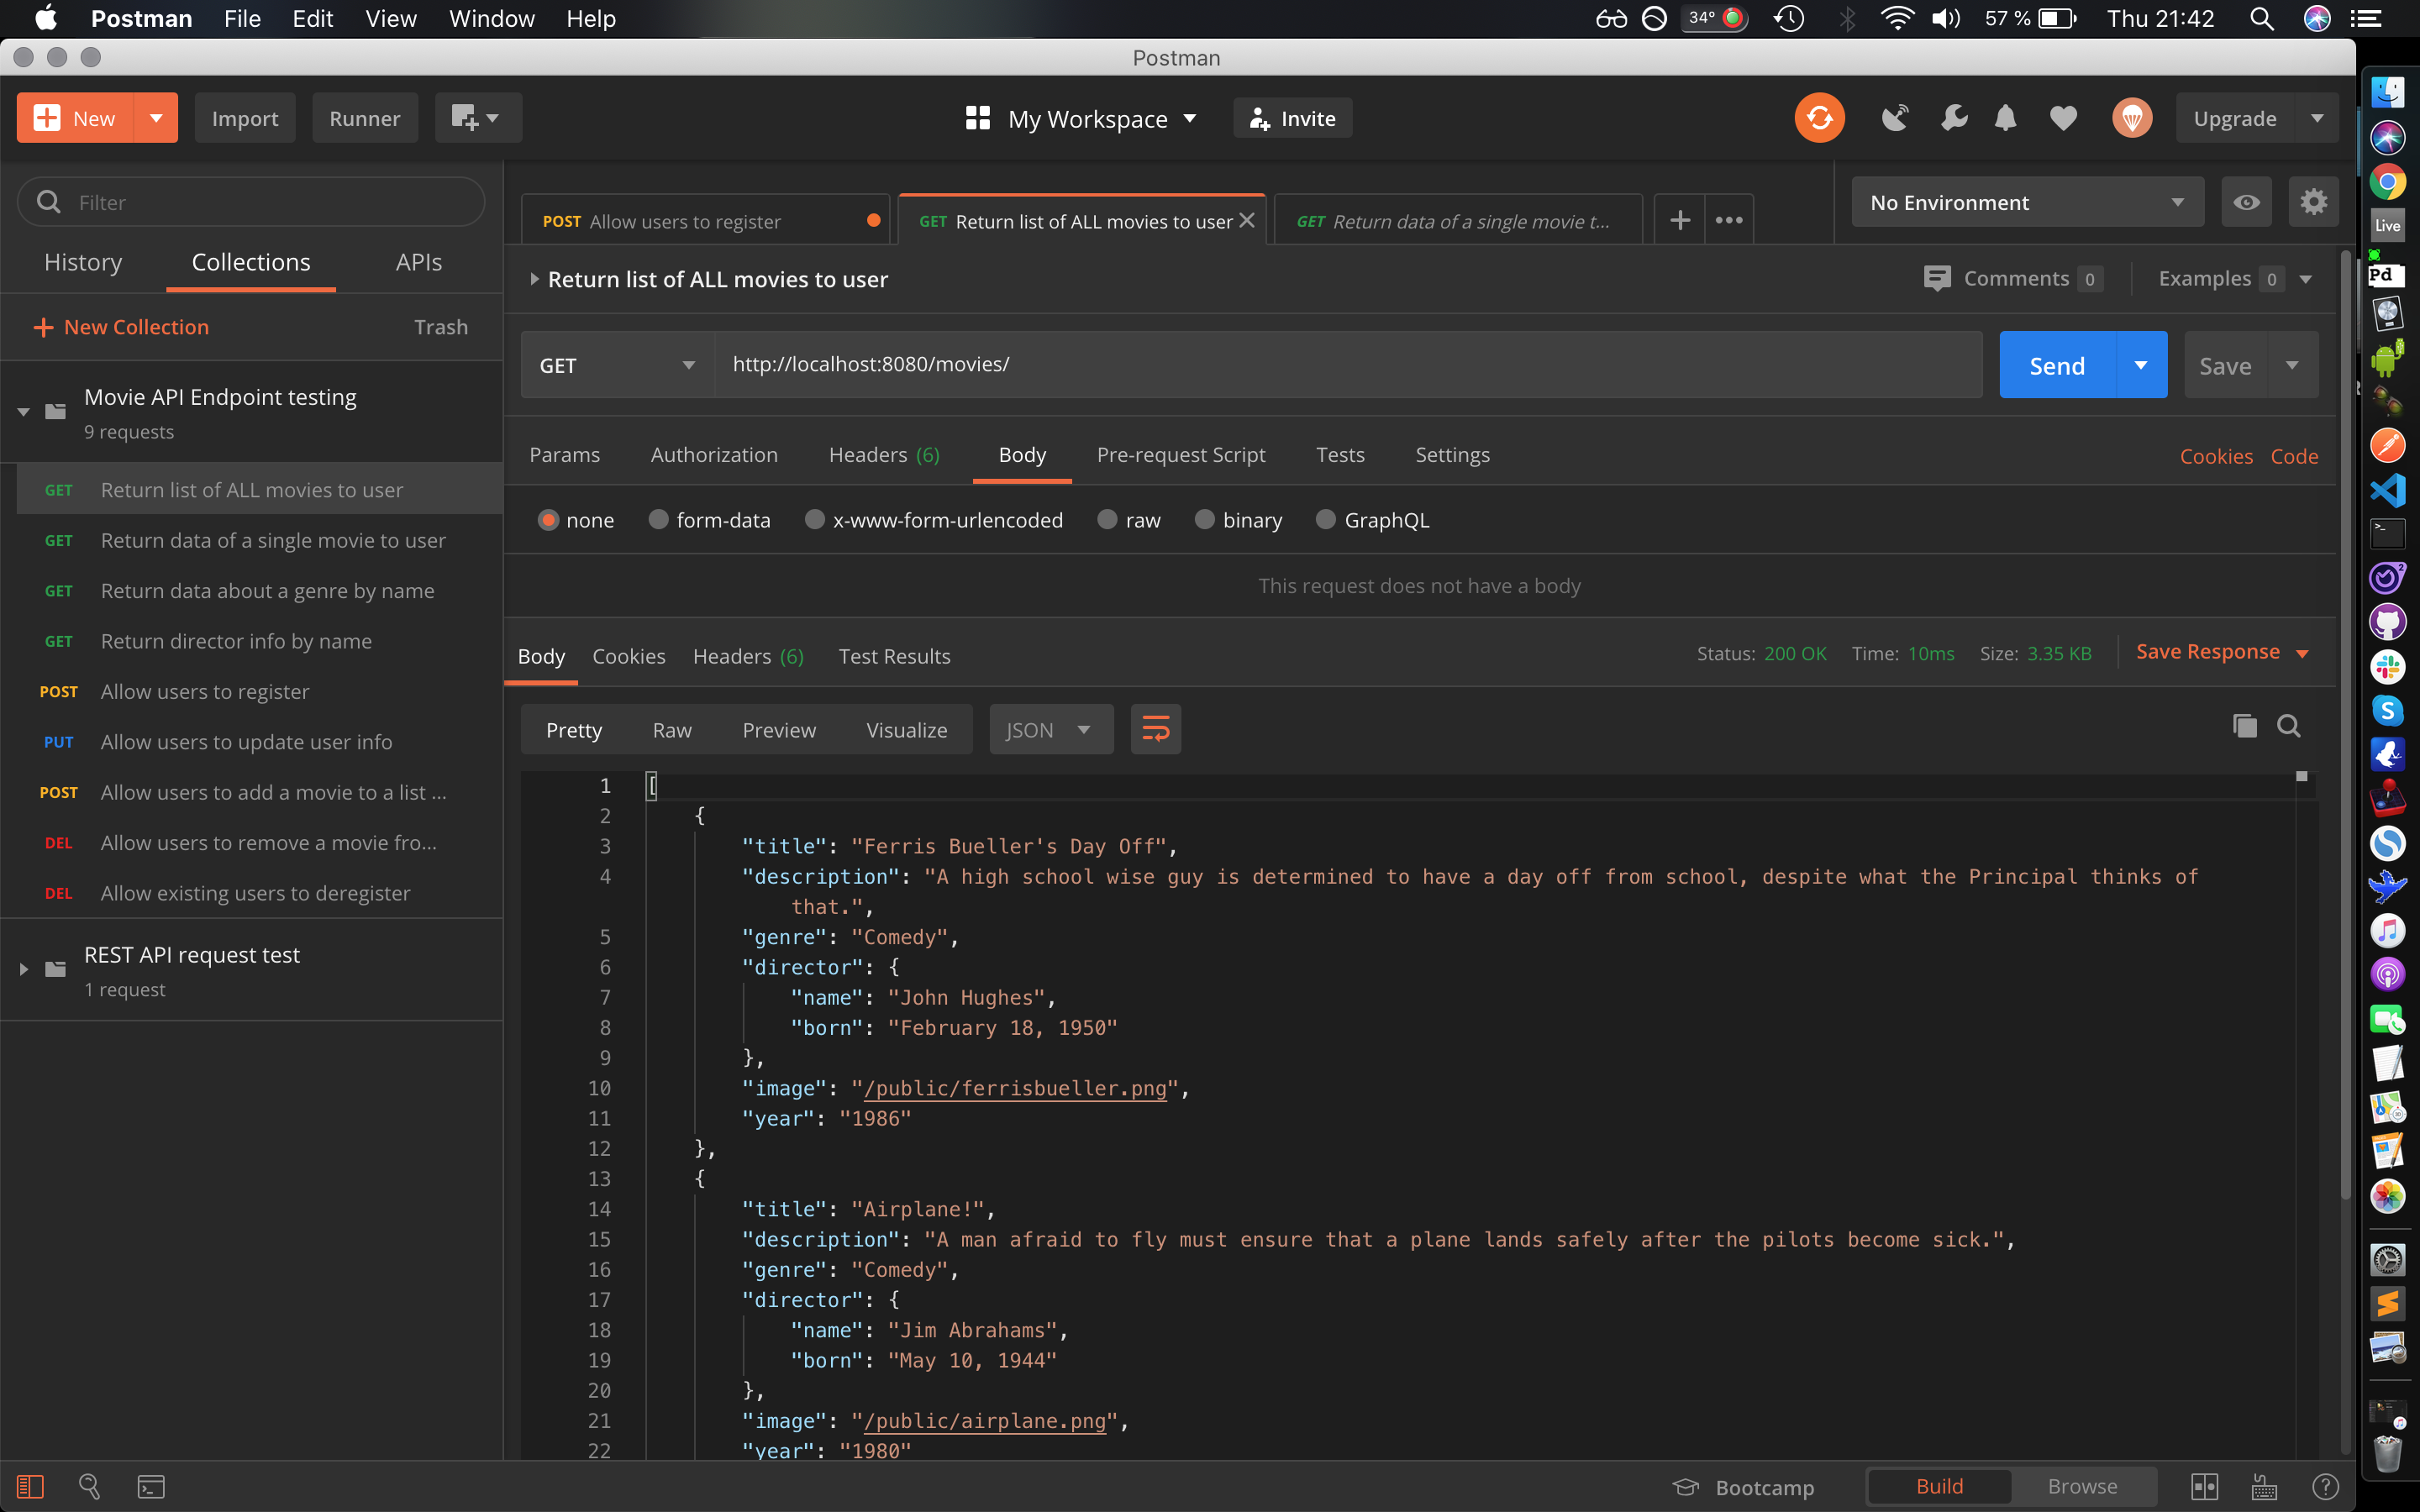 Postman File Edit View Window Help 34° 57 % Thu 21:42
Postman
New Import Runner My Workspace Invite Upgrade
Filter
History Collections APIs
New Collection Trash
Movie API Endpoint testing
9 requests
GET Return list of ALL movies to user
GET Return data of a single movie to user
GET Return data about a genre by name
GET Return director info by name
POST Allow users to register
PUT Allow users to update user info
POST Allow users to add a movie to a list ...
DEL Allow users to remove a movie fro...
DEL Allow existing users to deregister
REST API request test
1 request
POST Allow users to register GET Return list of ALL movies to user GET Return data of a single movie t... No Environment
Return list of ALL movies to user Comments 0 Examples 0
GET http://localhost:8080/movies/ Send Save
Params Authorization Headers (6) Body Pre-request Script Tests Settings Cookies Code
none form-data x-www-form-urlencoded raw binary GraphQL
This request does not have a body
Body Cookies Headers (6) Test Results Status: 200 OK Time: 10ms Size: 3.35 KB Save Response
Pretty Raw Preview Visualize JSON
1 [
2 {
3 "title": "Ferris Bueller's Day Off",
4 "description": "A high school wise guy is determined to have a day off from school, despite what the Principal thinks of
that.",
5 "genre": "Comedy",
6 "director": {
7 "name": "John Hughes",
8 "born": "February 18, 1950"
9 },
10 "image": "/public/ferrisbueller.png",
11 "year": "1986"
12 },
13 {
14 "title": "Airplane!",
15 "description": "A man afraid to fly must ensure that a plane lands safely after the pilots become sick.",
16 "genre": "Comedy",
17 "director": {
18 "name": "Jim Abrahams",
19 "born": "May 10, 1944"
20 },
21 "image": "/public/airplane.png",
22 "year": "1980"
Bootcamp Build Browse
Live
Pd